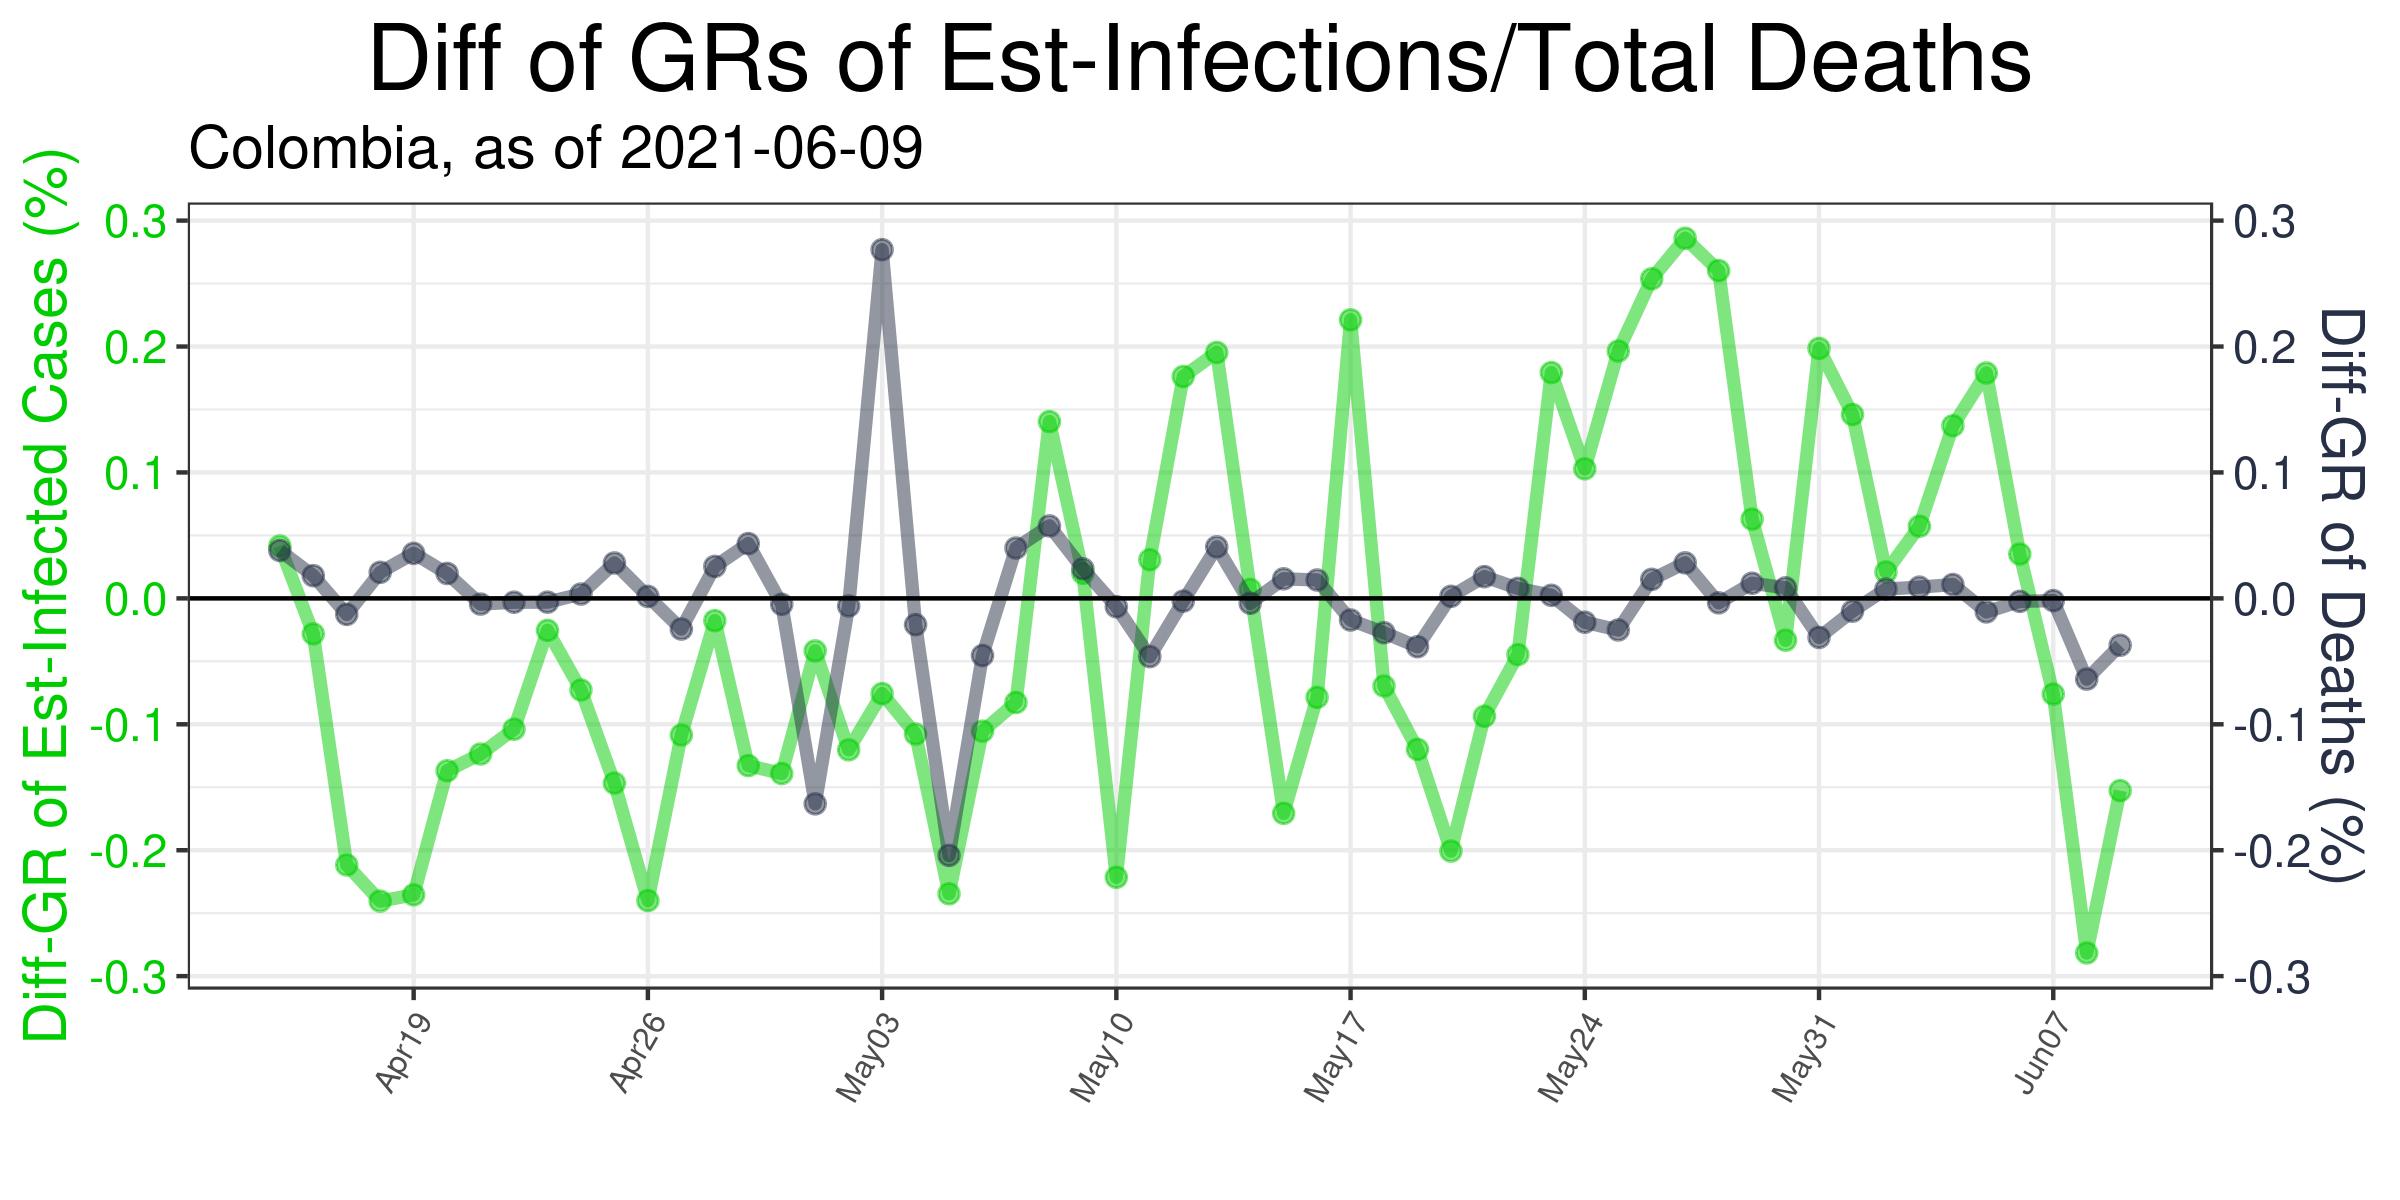 Diff of GRs of Est-Infections/Total Deaths
Colombia, as of 2021-06-09
Diff-GR of Est-Infected Cases (%)
0.3
0.2
0.1
0.0
-0.1
-0.2
-0.3
0.3
0.2
0.1
0.0
-0.1
-0.2
-0.3
Diff-GR of Deaths (%)
Apr19
Apr26
May03
May10
May17
May24
May31
Jun07